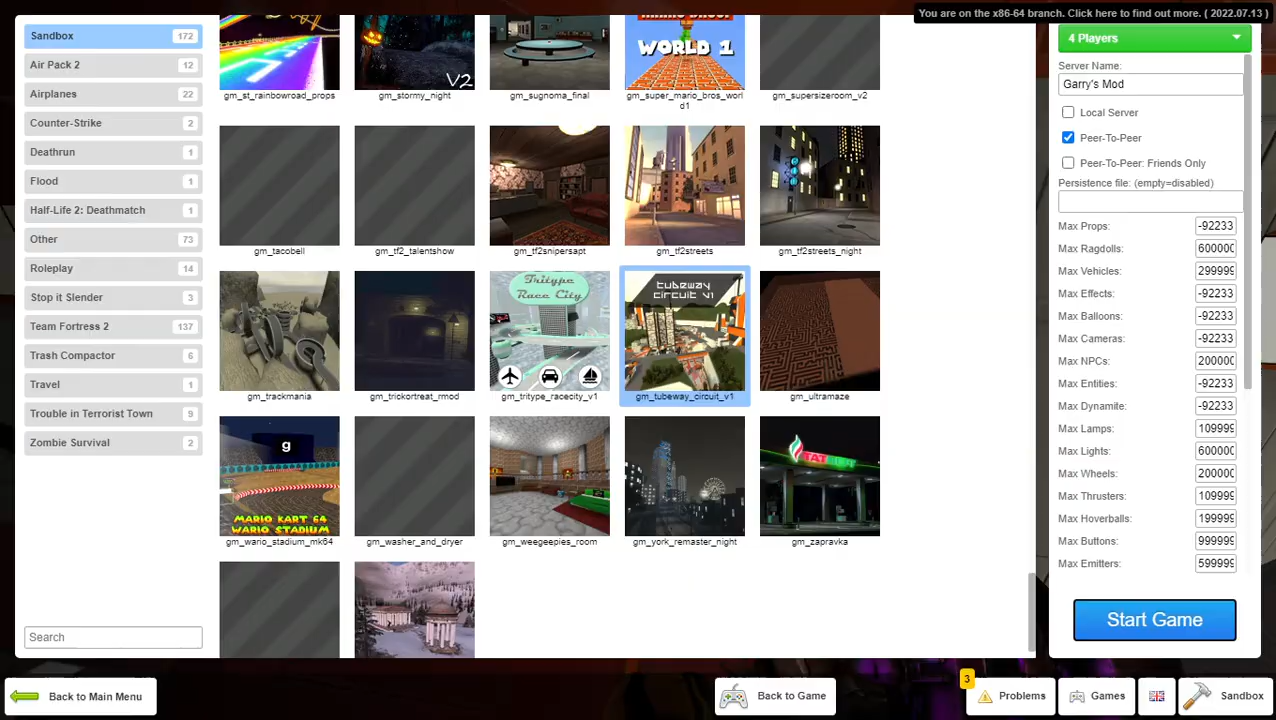 You are on the x86-64 branch. Click here to find out more. ( 2022.07.13 )
Sandbox 172
Air Pack 2 12
Airplanes 22
Counter-Strike 2
Deathrun 1
Flood 1
Half-Life 2: Deathmatch 1
Other 73
Roleplay 14
Stop it Slender 3
Team Fortress 2 137
Trash Compactor 6
Travel 1
Trouble in Terrorist Town 9
Zombie Survival 2
Search
V2
WORLD 1
gm_st_rainbowroad_props
gm_stormy_night
gm_sugnoma_final
gm_super_mario_bros_worl
d1
gm_supersizeroom_v2
gm_tacobell
gm_tf2_talentshow
gm_tf2snipersapt
gm_tf2streets
gm_tf2streets_night
Tritype
Race City
tubeway
circuit v1
gm_trackmania
gm_trickortreat_rmod
gm_tritype_racecity_v1
gm_tubeway_circuit_v1
gm_ultramaze
g
MARIO KART 64
WARIO STADIUM
gm_wario_stadium_mk64
gm_washer_and_dryer
gm_weegeepies_room
gm_york_remaster_night
gm_zapravka
4 Players
Server Name:
Garry's Mod
Local Server
Peer-To-Peer
Peer-To-Peer: Friends Only
Persistence file: (empty=disabled)
Max Props: -92233
Max Ragdolls: 600000
Max Vehicles: 299999
Max Effects: -92233
Max Balloons: -92233
Max Cameras: -92233
Max NPCs: 200000
Max Entities: -92233
Max Dynamite: -92233
Max Lamps: 109999
Max Lights: 600000
Max Wheels: 200000
Max Thrusters: 109999
Max Hoverballs: 199999
Max Buttons: 999999
Max Emitters: 599999
Start Game
Back to Main Menu
Back to Game
3
Problems
Games
Sandbox